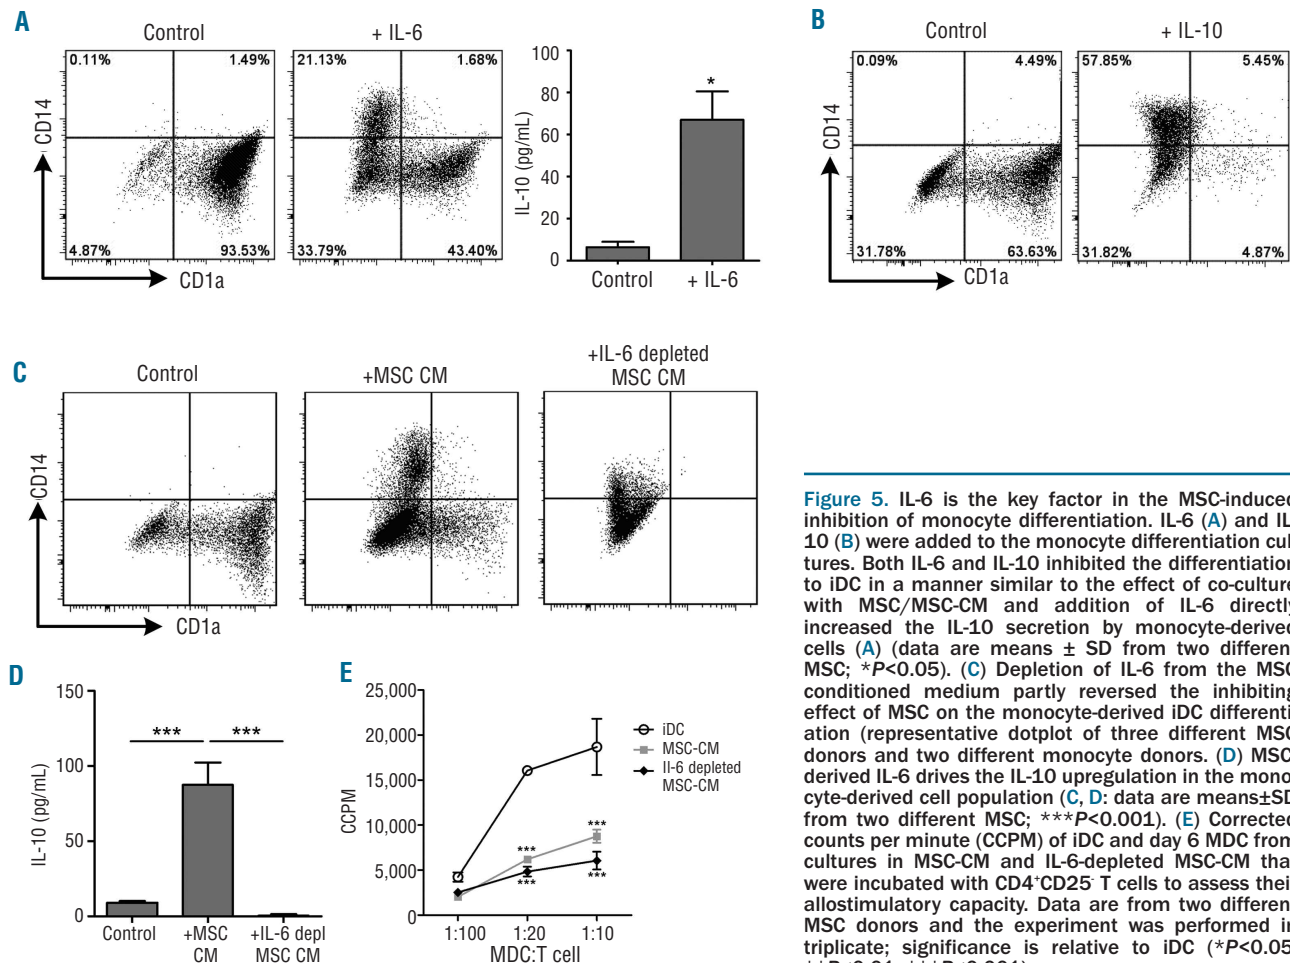 A
Control
+ IL-6
0.11%
1.49%
4.87%
93.53%
21.13%
1.68%
33.79%
43.40%
CD14
CD1a
IL-10 (pg/mL)
100
80
60
40
20
0
*
Control
+ IL-6
B
Control
+ IL-10
0.09%
4.49%
31.78%
63.63%
57.85%
5.45%
31.82%
4.87%
CD14
CD1a
C
Control
+MSC CM
+IL-6 depleted
MSC CM
CD14
CD1a
D
IL-10 (pg/mL)
150
100
50
0
***
***
Control
+MSC
CM
+IL-6 depl
MSC CM
E
CCPM
25,000
20,000
15,000
10,000
5,000
0
***
***
***
***
1:100
1:20
1:10
MDC:T cell
iDC
MSC-CM
Il-6 depleted
MSC-CM
Figure 5. IL-6 is the key factor in the MSC-induced
inhibition of monocyte differentiation. IL-6 (A) and IL
10 (B) were added to the monocyte differentiation cul
tures. Both IL-6 and IL-10 inhibited the differentiation
to iDC in a manner similar to the effect of co-culture
with MSC/MSC-CM and addition of IL-6 directly
increased the IL-10 secretion by monocyte-derived
cells (A) (data are means ± SD from two differen
MSC; *P<0.05). (C) Depletion of IL-6 from the MSC
conditioned medium partly reversed the inhibiting
effect of MSC on the monocyte-derived iDC differenti
ation (representative dotplot of three different MSC
donors and two different monocyte donors. (D) MSC
derived IL-6 drives the IL-10 upregulation in the mono
cyte-derived cell population (C, D: data are means±SD
from two different MSC; ***P<0.001). (E) Corrected
counts per minute (CCPM) of iDC and day 6 MDC from
cultures in MSC-CM and IL-6-depleted MSC-CM tha
were incubated with CD4+CD25- T cells to assess thei
allostimulatory capacity. Data are from two differen
MSC donors and the experiment was performed in
triplicate; significance is relative to iDC (*P<0.05